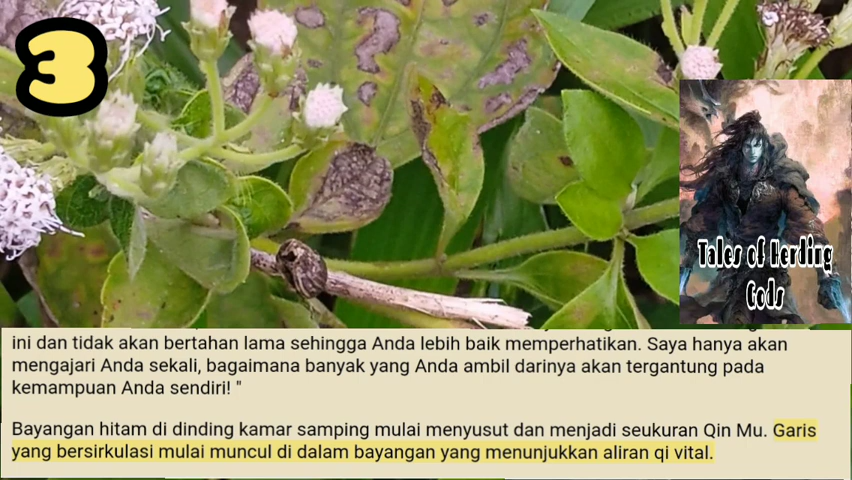 3
Tales of Herding
Gods
ini dan tidak akan bertahan lama sehingga Anda lebih baik memperhatikan. Saya hanya akan
mengajari Anda sekali, bagaimana banyak yang Anda ambil darinya akan tergantung pada
kemampuan Anda sendiri! "
Bayangan hitam di dinding kamar samping mulai menyusut dan menjadi seukuran Qin Mu. Garis
yang bersirkulasi mulai muncul di dalam bayangan yang menunjukkan aliran qi vital.